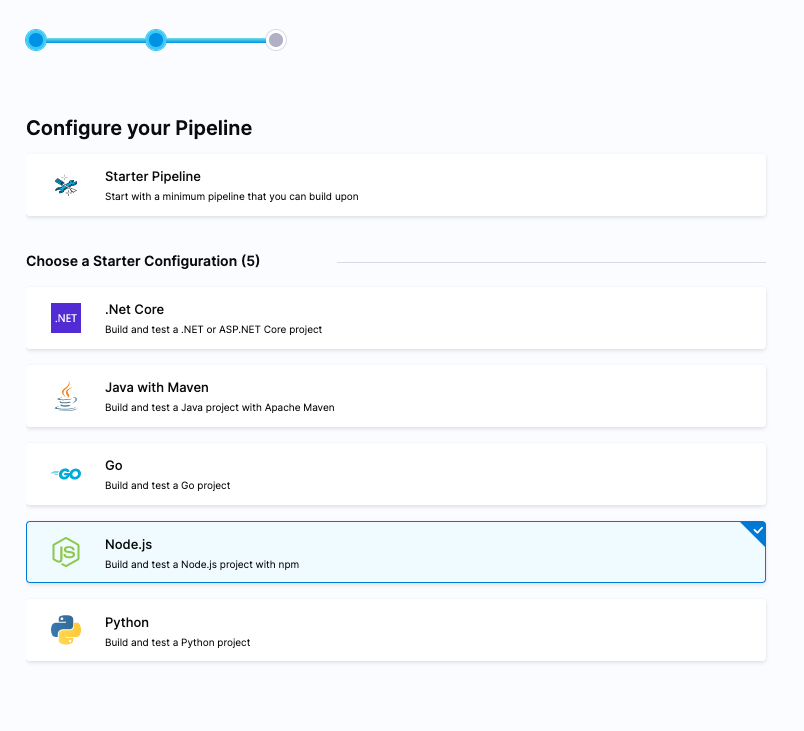 Configure your Pipeline
Starter Pipeline
Start with a minimum pipeline that you can build upon
Choose a Starter Configuration (5)
.NET
.Net Core
Build and test a .NET or ASP.NET Core project
Java with Maven
Build and test a Java project with Apache Maven
GO
Go
Build and test a Go project
JS
Node.js
Build and test a Node.js project with npm
Python
Build and test a Python project